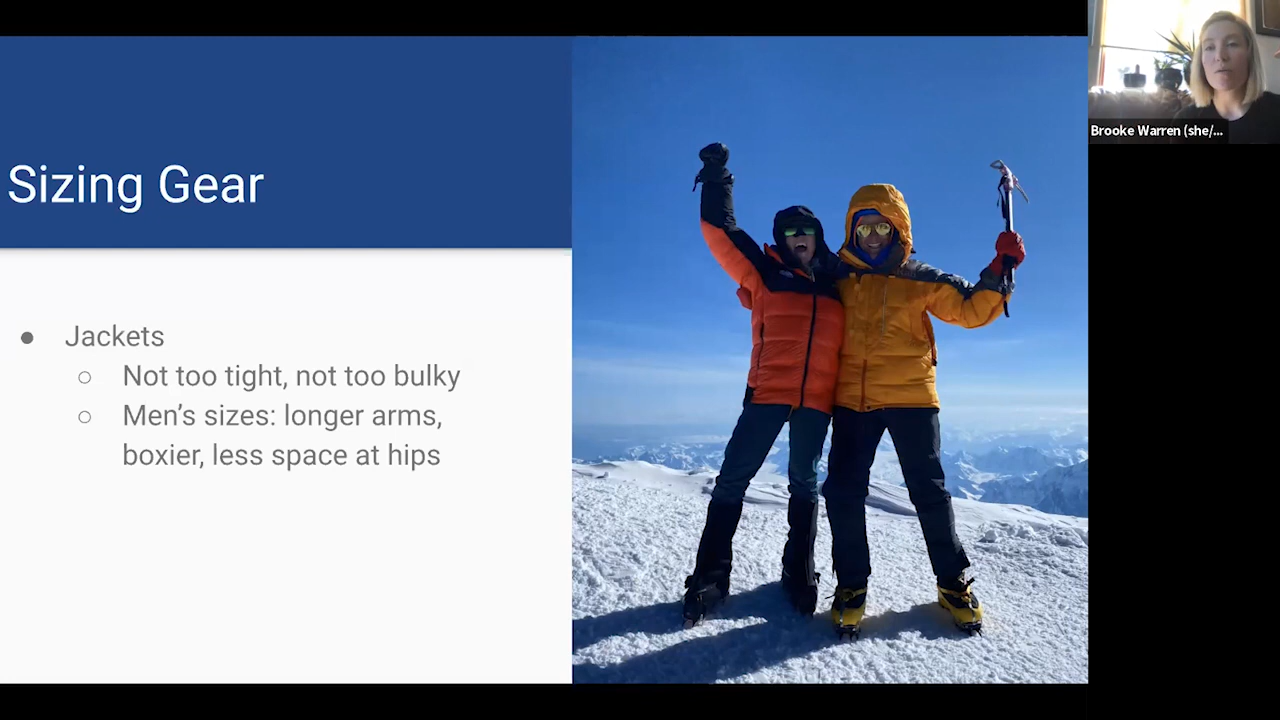 Sizing Gear
● Jackets
○ Not too tight, not too bulky
○ Men’s sizes: longer arms,
boxier, less space at hips
Brooke Warren (she/...